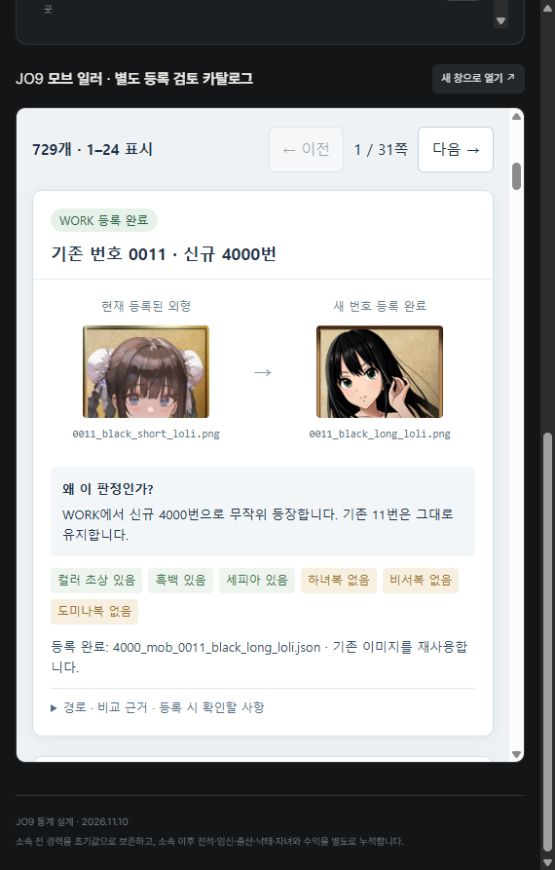 곳
JO9 모브 일러 · 별도 등록 검토 카탈로그
새 창으로 열기 ↗
729개 · 1–24 표시
← 이전
1 / 31쪽
다음 →
WORK 등록 완료
기존 번호 0011 · 신규 4000번
현재 등록된 외형
새 번호 등록 완료
→
0011_black_short_loli.png
0011_black_long_loli.png
왜 이 판정인가?
WORK에서 신규 4000번으로 무작위 등장합니다. 기존 11번은 그대로
유지합니다.
컬러 초상 있음
흑백 있음
세피아 있음
하녀복 없음
비서복 없음
도미나복 없음
등록 완료: 4000_mob_0011_black_long_loli.json · 기존 이미지를 재사용합
니다.
▶ 경로 · 비교 근거 · 등록 시 확인할 사항
JO9 통계 설계 · 2026.11.10
소속 전 경력을 초기값으로 보존하고, 소속 이후 전적·임신·출산·낙태·자녀와 수익을 별도로 누적합니다.